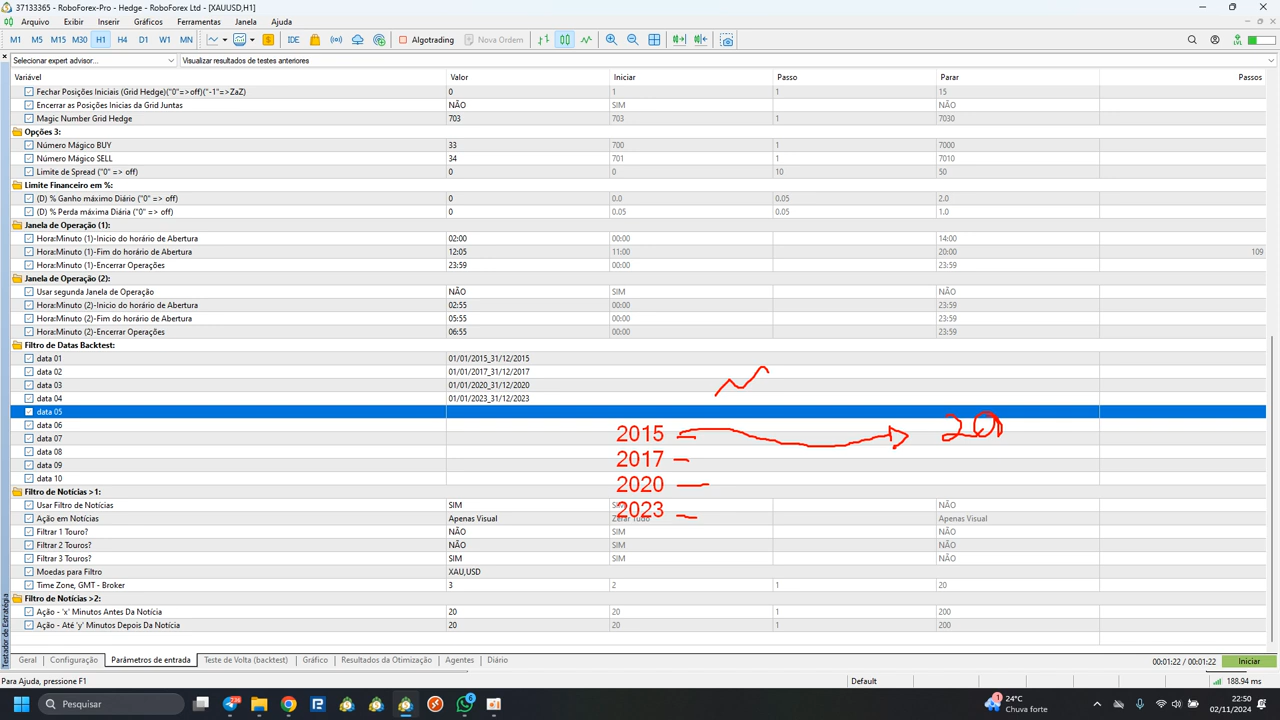 37133365 - RoboForex-Pro - Hedge - RoboForex Ltd - [XAUUSD,H1]
Arquivo Exibir Inserir Gráficos Ferramentas Janela Ajuda
M1 M5 M15 M30 H1 H4 D1 W1 MN IDE Algotrading Nova Ordem
Selecionar expert advisor... Visualizar resultados de testes anteriores
Variável Valor Iniciar Passo Parar Passos
Fechar Posições Iniciais (Grid Hedge)("0"=>off)("-1"=>ZaZ) 0 1 1 15
Encerrar as Posições Inicias da Grid Juntas NÃO SIM NÃO
Magic Number Grid Hedge 703 703 1 7030
Opções 3:
Número Mágico BUY 33 700 1 7000
Número Mágico SELL 34 701 1 7010
Limite de Spread ("0" => off) 0 0 10 50
Limite Financeiro em %:
(D) % Ganho máximo Diário ("0" => off) 0 0.0 0.05 2.0
(D) % Perda máxima Diária ("0" => off) 0 0.05 0.05 1.0
Janela de Operação (1):
Hora:Minuto (1)-Inicio do horário de Abertura 02:00 00:00 14:00
Hora:Minuto (1)-Fim do horário de Abertura 12:05 11:00 20:00 109
Hora:Minuto (1)-Encerrar Operações 23:59 00:00 23:59
Janela de Operação (2):
Usar segunda Janela de Operação NÃO SIM NÃO
Hora:Minuto (2)-Inicio do horário de Abertura 02:55 00:00 23:59
Hora:Minuto (2)-Fim do horário de Abertura 05:55 00:00 23:59
Hora:Minuto (2)-Encerrar Operações 06:55 00:00 23:59
Filtro de Datas Backtest:
data 01 01/01/2015_31/12/2015
data 02 01/01/2017_31/12/2017
data 03 01/01/2020_31/12/2020
data 04 01/01/2023_31/12/2023
data 05
data 06 2015
data 07
data 08 2017
data 09
data 10 2020
Filtro de Notícias >1:
Usar Filtro de Notícias SIM NÃO
2023
Ação em Notícias Apenas Visual Zerar Tudo Apenas Visual
Filtrar 1 Touro? NÃO SIM NÃO
Filtrar 2 Touros? NÃO SIM NÃO
Filtrar 3 Touros? SIM SIM NÃO
Moedas para Filtro XAU,USD
Time Zone, GMT - Broker 3 2 1 20
Filtro de Notícias >2:
Ação - 'x' Minutos Antes Da Notícia 20 20 1 200
Ação - Até 'y' Minutos Depois Da Notícia 20 20 1 200
Testador de Estratégia
Geral Configuração Parâmetros de entrada Teste de Volta (backtest) Gráfico Resultados da Otimização Agentes Diário 00:01:22 / 00:01:22 Iniciar
Para Ajuda, pressione F1 Default 188.94 ms
Pesquisar 24°C Chuva forte 22:50 02/11/2024